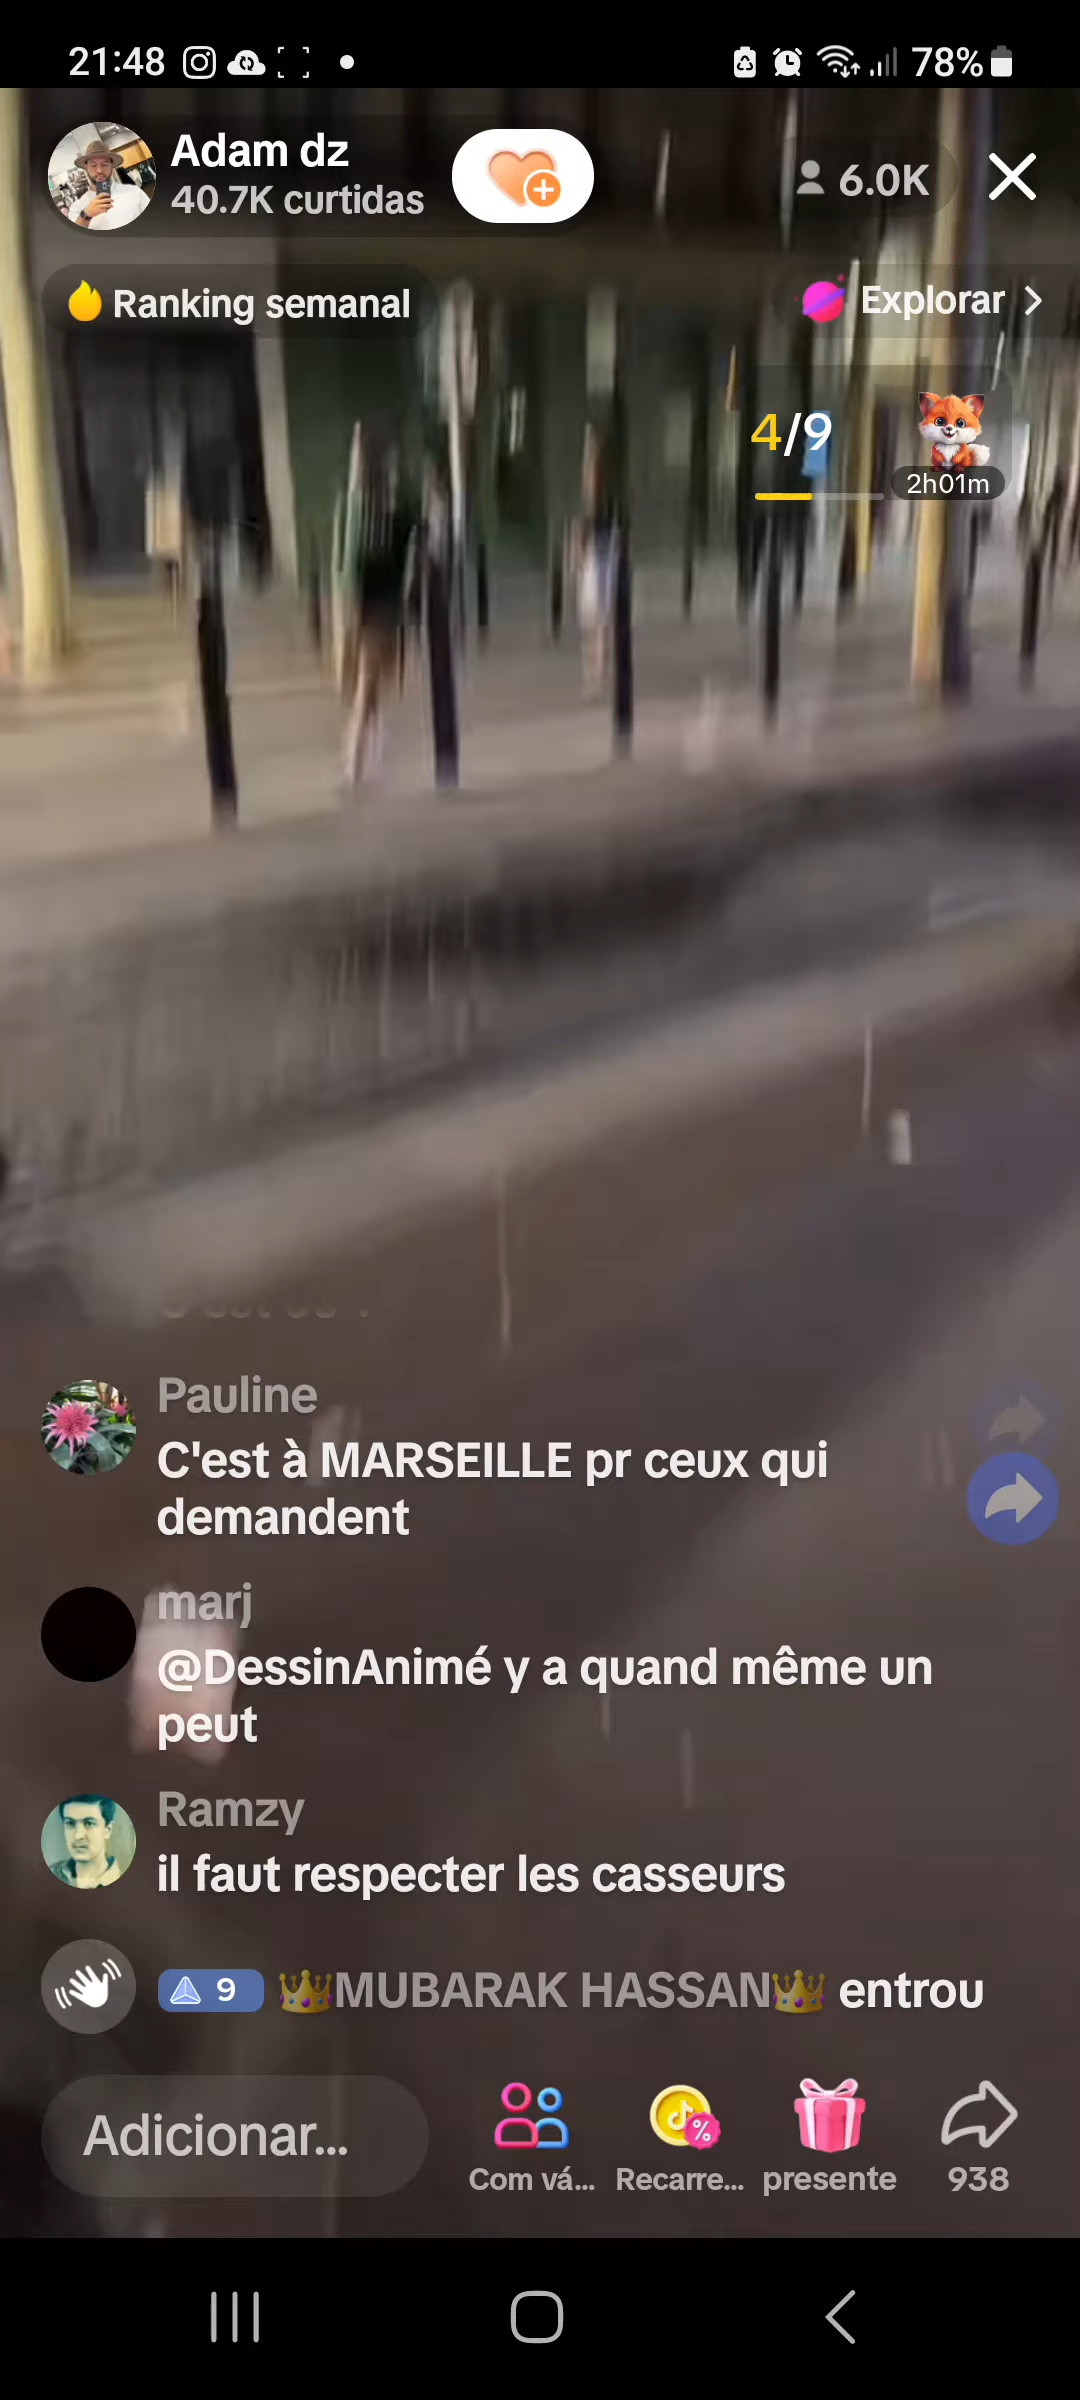 21:48
78%
Adam dz
40.7K curtidas
6.0K
Ranking semanal
Explorar
4/9
2h01m
Pauline
C'est à MARSEILLE pr ceux qui
demandent
marj
@DessinAnimé y a quand même un
peut
Ramzy
il faut respecter les casseurs
9 👑MUBARAK HASSAN👑 entrou
Adicionar...
Com vá...
Recarre...
presente
938